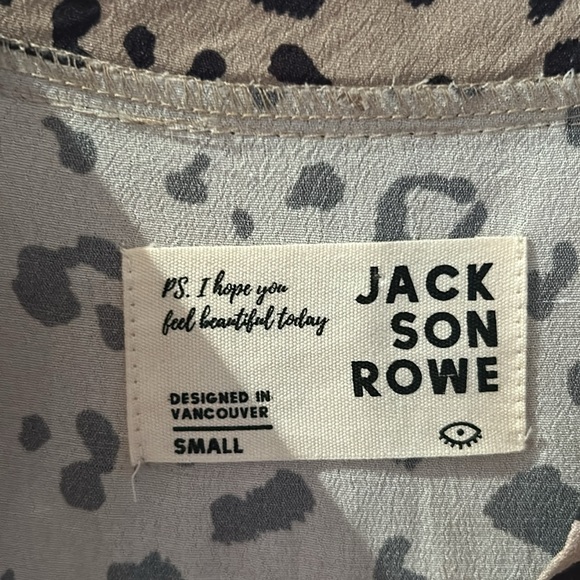 PS. I hope you
feel beautiful today
DESIGNED IN
VANCOUVER
SMALL
JACK
SON
ROWE